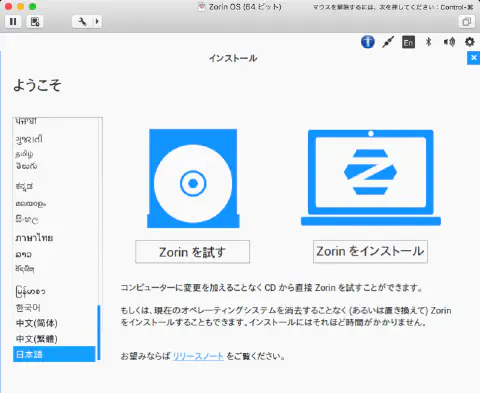 Zorin OS (64 ビット)
マウスを解除するには、次を押してください：Control-⌘
En
インストール
ようこそ
ਪੰਜਾਬੀ
ગુજરાતી
தமிழ்
తెలుగు
ಕನ್ನಡ
മലയാളം
සිංහල
ภาษาไทย
ລາວ
རྫོང་ཁ
မြန်မာစာ
한국어
中文(简体)
中文(繁體)
日本語
Zorin を試す
Zorin をインストール
コンピューターに変更を加えることなく CD から直接 Zorin を試すことができます。
もしくは、現在のオペレーティングシステムを消去することなく (あるいは置き換えて) Zorin
をインストールすることもできます。インストールにはそれほど時間がかかりません。
お望みならば リリースノート をご覧ください。